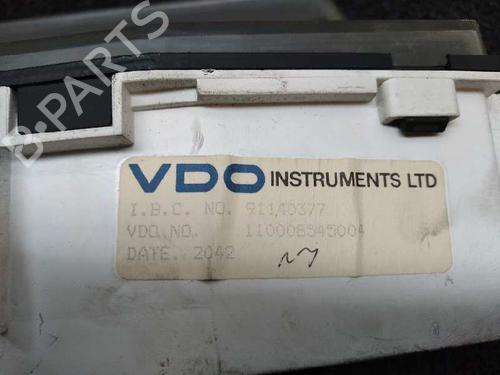 B-PARTS
VDO INSTRUMENTS LTD
I.B.C. NO. 91140377
VDO.NO. 110008545004
DATE. 2042